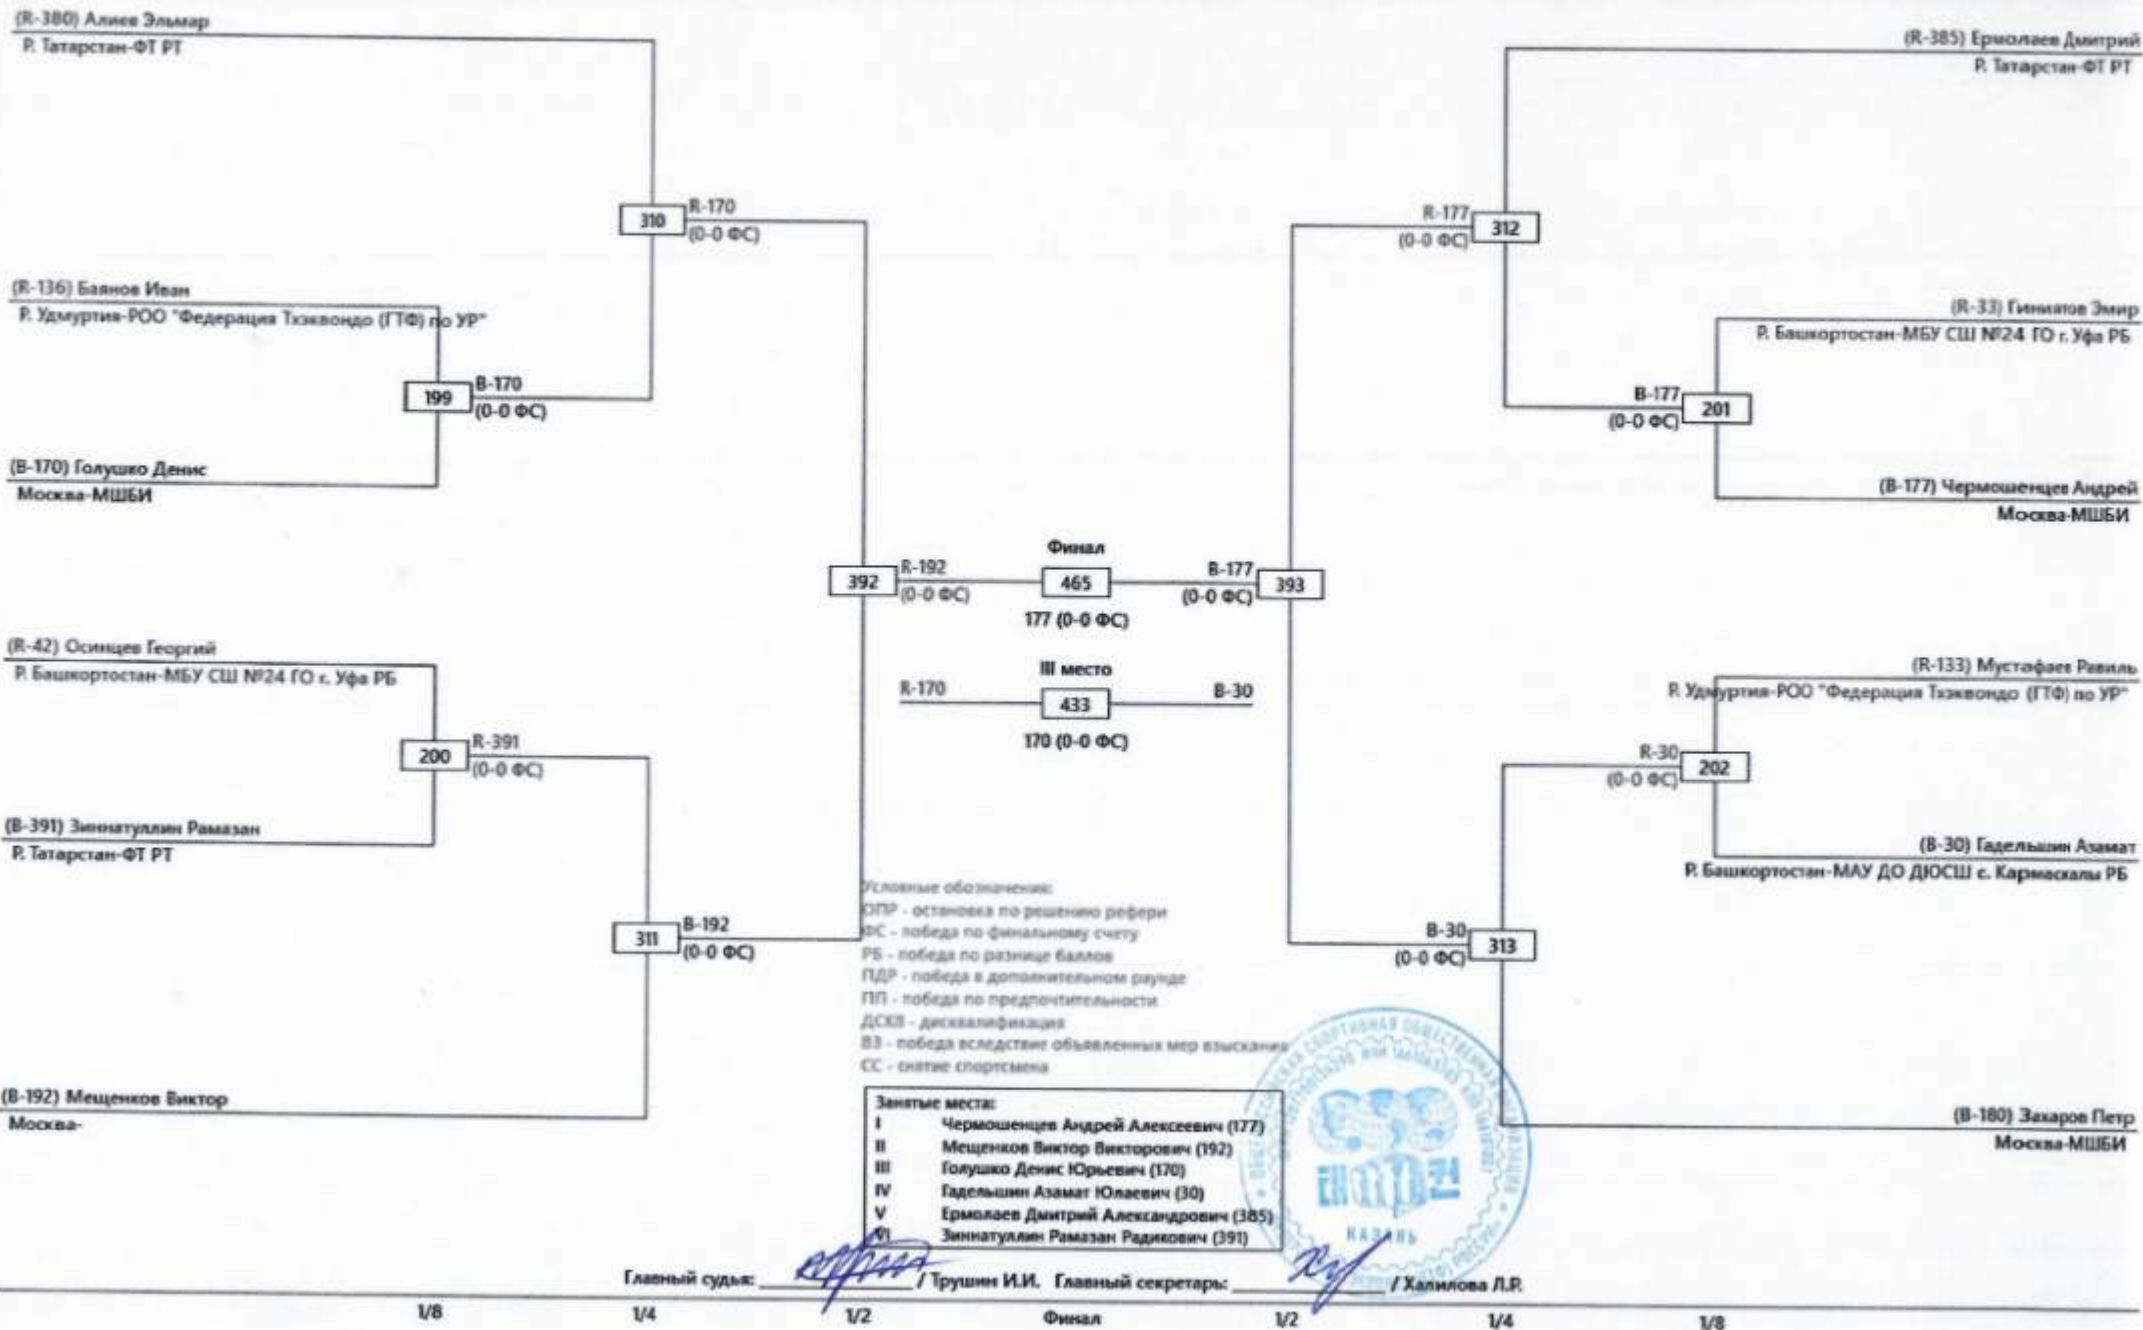 (R-380) Алиев Эльмар
Р. Татарстан-ФТ РТ
(R-136) Баянов Иван
Р. Удмуртия-РОО "Федерация Тхэквондо (ГТФ) по УР"
(B-170) Голушко Денис
Москва-МШБИ
(R-42) Осинцев Георгий
Р. Башкортостан-МБУ СШ №24 ГО г. Уфа РБ
(B-391) Зиннатуллин Рамазан
Р. Татарстан-ФТ РТ
(B-192) Мещенков Виктор
Москва-
199
B-170
(0-0 ФС)
200
R-391
(0-0 ФС)
310
R-170
(0-0 ФС)
311
B-192
(0-0 ФС)
392
R-192
(0-0 ФС)
Финал
465
177 (0-0 ФС)
III место
R-170
433
B-30
170 (0-0 ФС)
B-177
(0-0 ФС)
393
R-177
(0-0 ФС)
312
B-30
(0-0 ФС)
313
B-177
(0-0 ФС)
201
R-30
(0-0 ФС)
202
(R-385) Ермолаев Дмитрий
Р. Татарстан-ФТ РТ
(R-33) Гиниятов Эмир
Р. Башкортостан-МБУ СШ №24 ГО г. Уфа РБ
(B-177) Чермошенцев Андрей
Москва-МШБИ
(R-133) Мустафаев Равиль
Р. Удмуртия-РОО "Федерация Тхэквондо (ГТФ) по УР"
(B-30) Гадельшин Азамат
Р. Башкортостан-МАУ ДО ДЮСШ с. Кармаскалы РБ
(B-180) Захаров Петр
Москва-МШБИ
Условные обозначения:
ОПР - остановка по решению рефери
ФС - победа по финальному счету
РБ - победа по разнице баллов
ПДР - победа в дополнительном раунде
ПП - победа по предпочтительности
ДСКВ - дисквалификация
ВЗ - победа вследствие объявленных мер взыскания
СС - снятие спортсмена
Занятые места:
I Чермошенцев Андрей Алексеевич (177)
II Мещенков Виктор Викторович (192)
III Голушко Денис Юрьевич (170)
IV Гадельшин Азамат Юлаевич (30)
V Ермолаев Дмитрий Александрович (385)
VI Зиннатуллин Рамазан Радикович (391)
КАЗАНЬ
Главный судья: / Трушин И.И. Главный секретарь: / Халилова Л.Р.
1/8 1/4 1/2 Финал 1/2 1/4 1/8